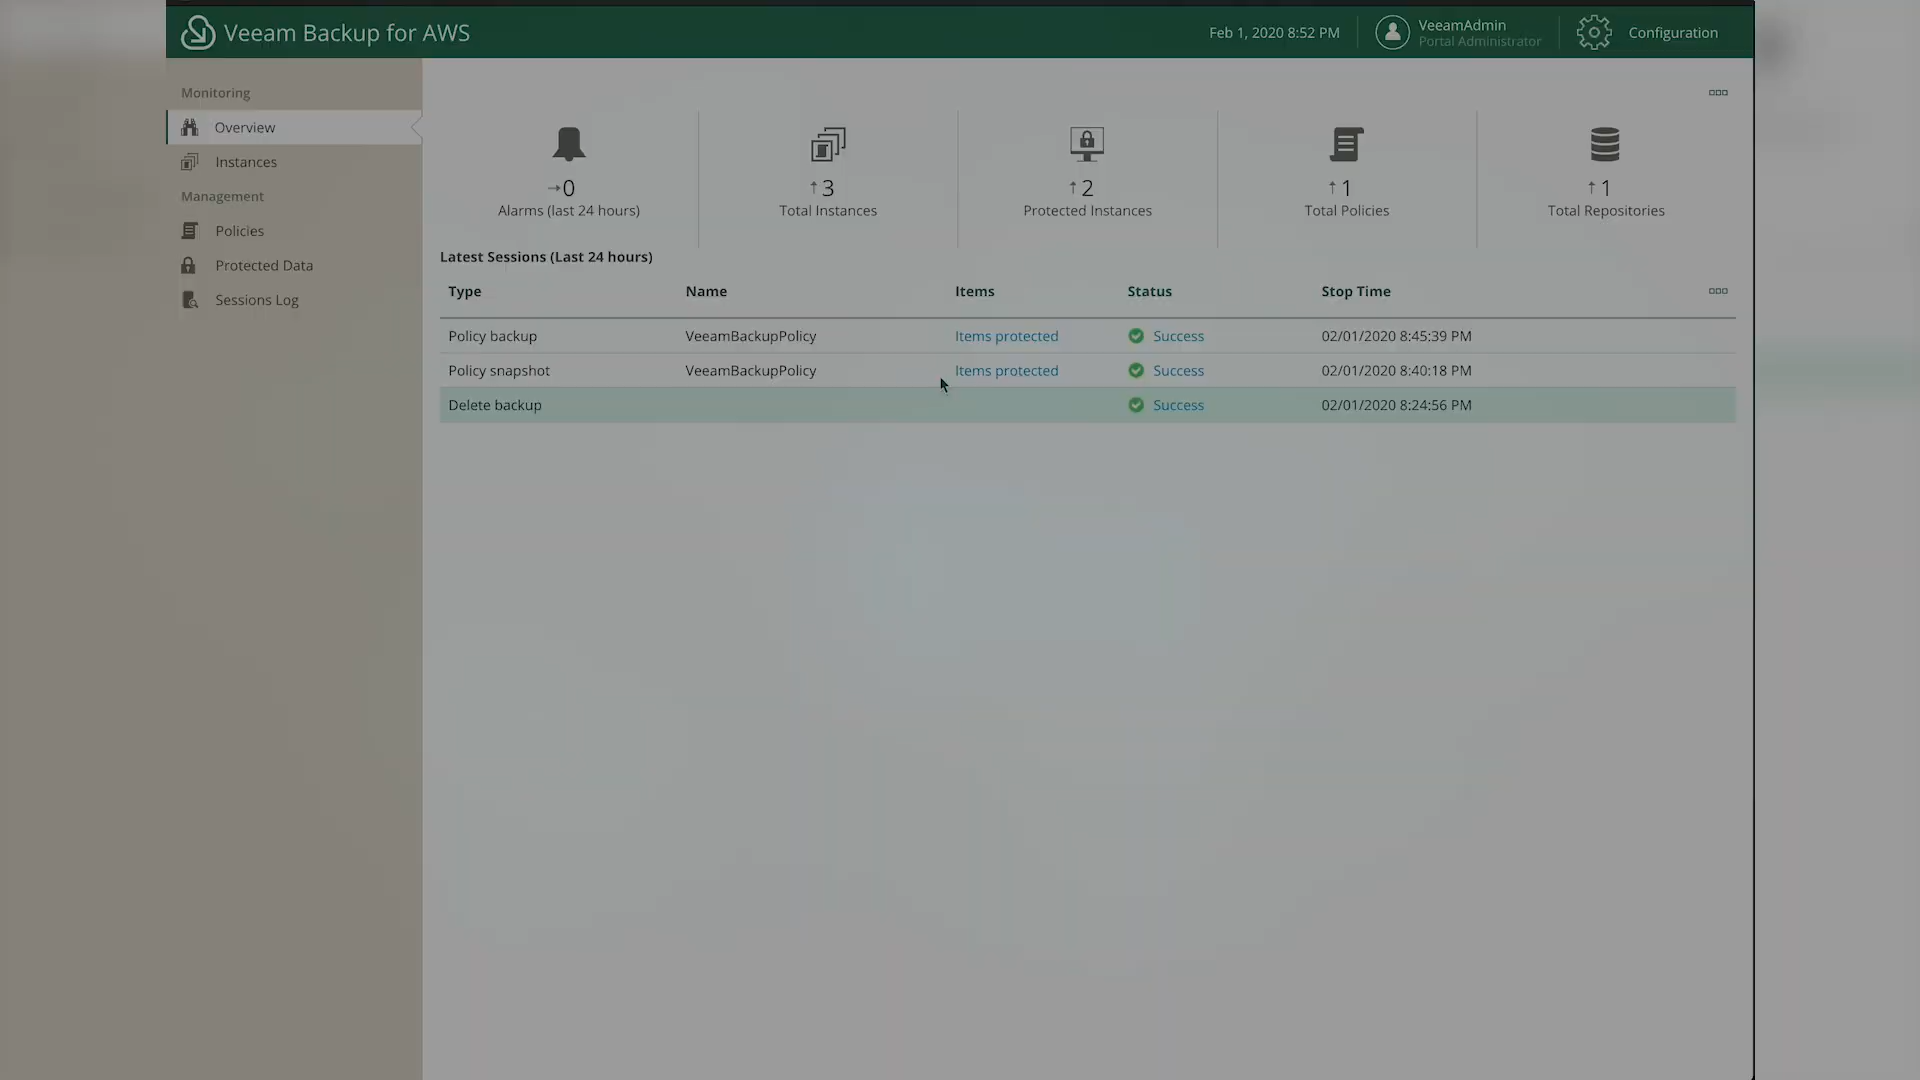 Veeam Backup for AWS
Feb 1, 2020 8:52 PM
VeeamAdmin
Portal Administrator
Configuration
Monitoring
Overview
Instances
Management
Policies
Protected Data
Sessions Log
→0
Alarms (last 24 hours)
↑3
Total Instances
↑2
Protected Instances
↑1
Total Policies
↑1
Total Repositories
Latest Sessions (Last 24 hours)
Type Name Items Status Stop Time
Policy backup VeeamBackupPolicy Items protected Success 02/01/2020 8:45:39 PM
Policy snapshot VeeamBackupPolicy Items protected Success 02/01/2020 8:40:18 PM
Delete backup Success 02/01/2020 8:24:56 PM